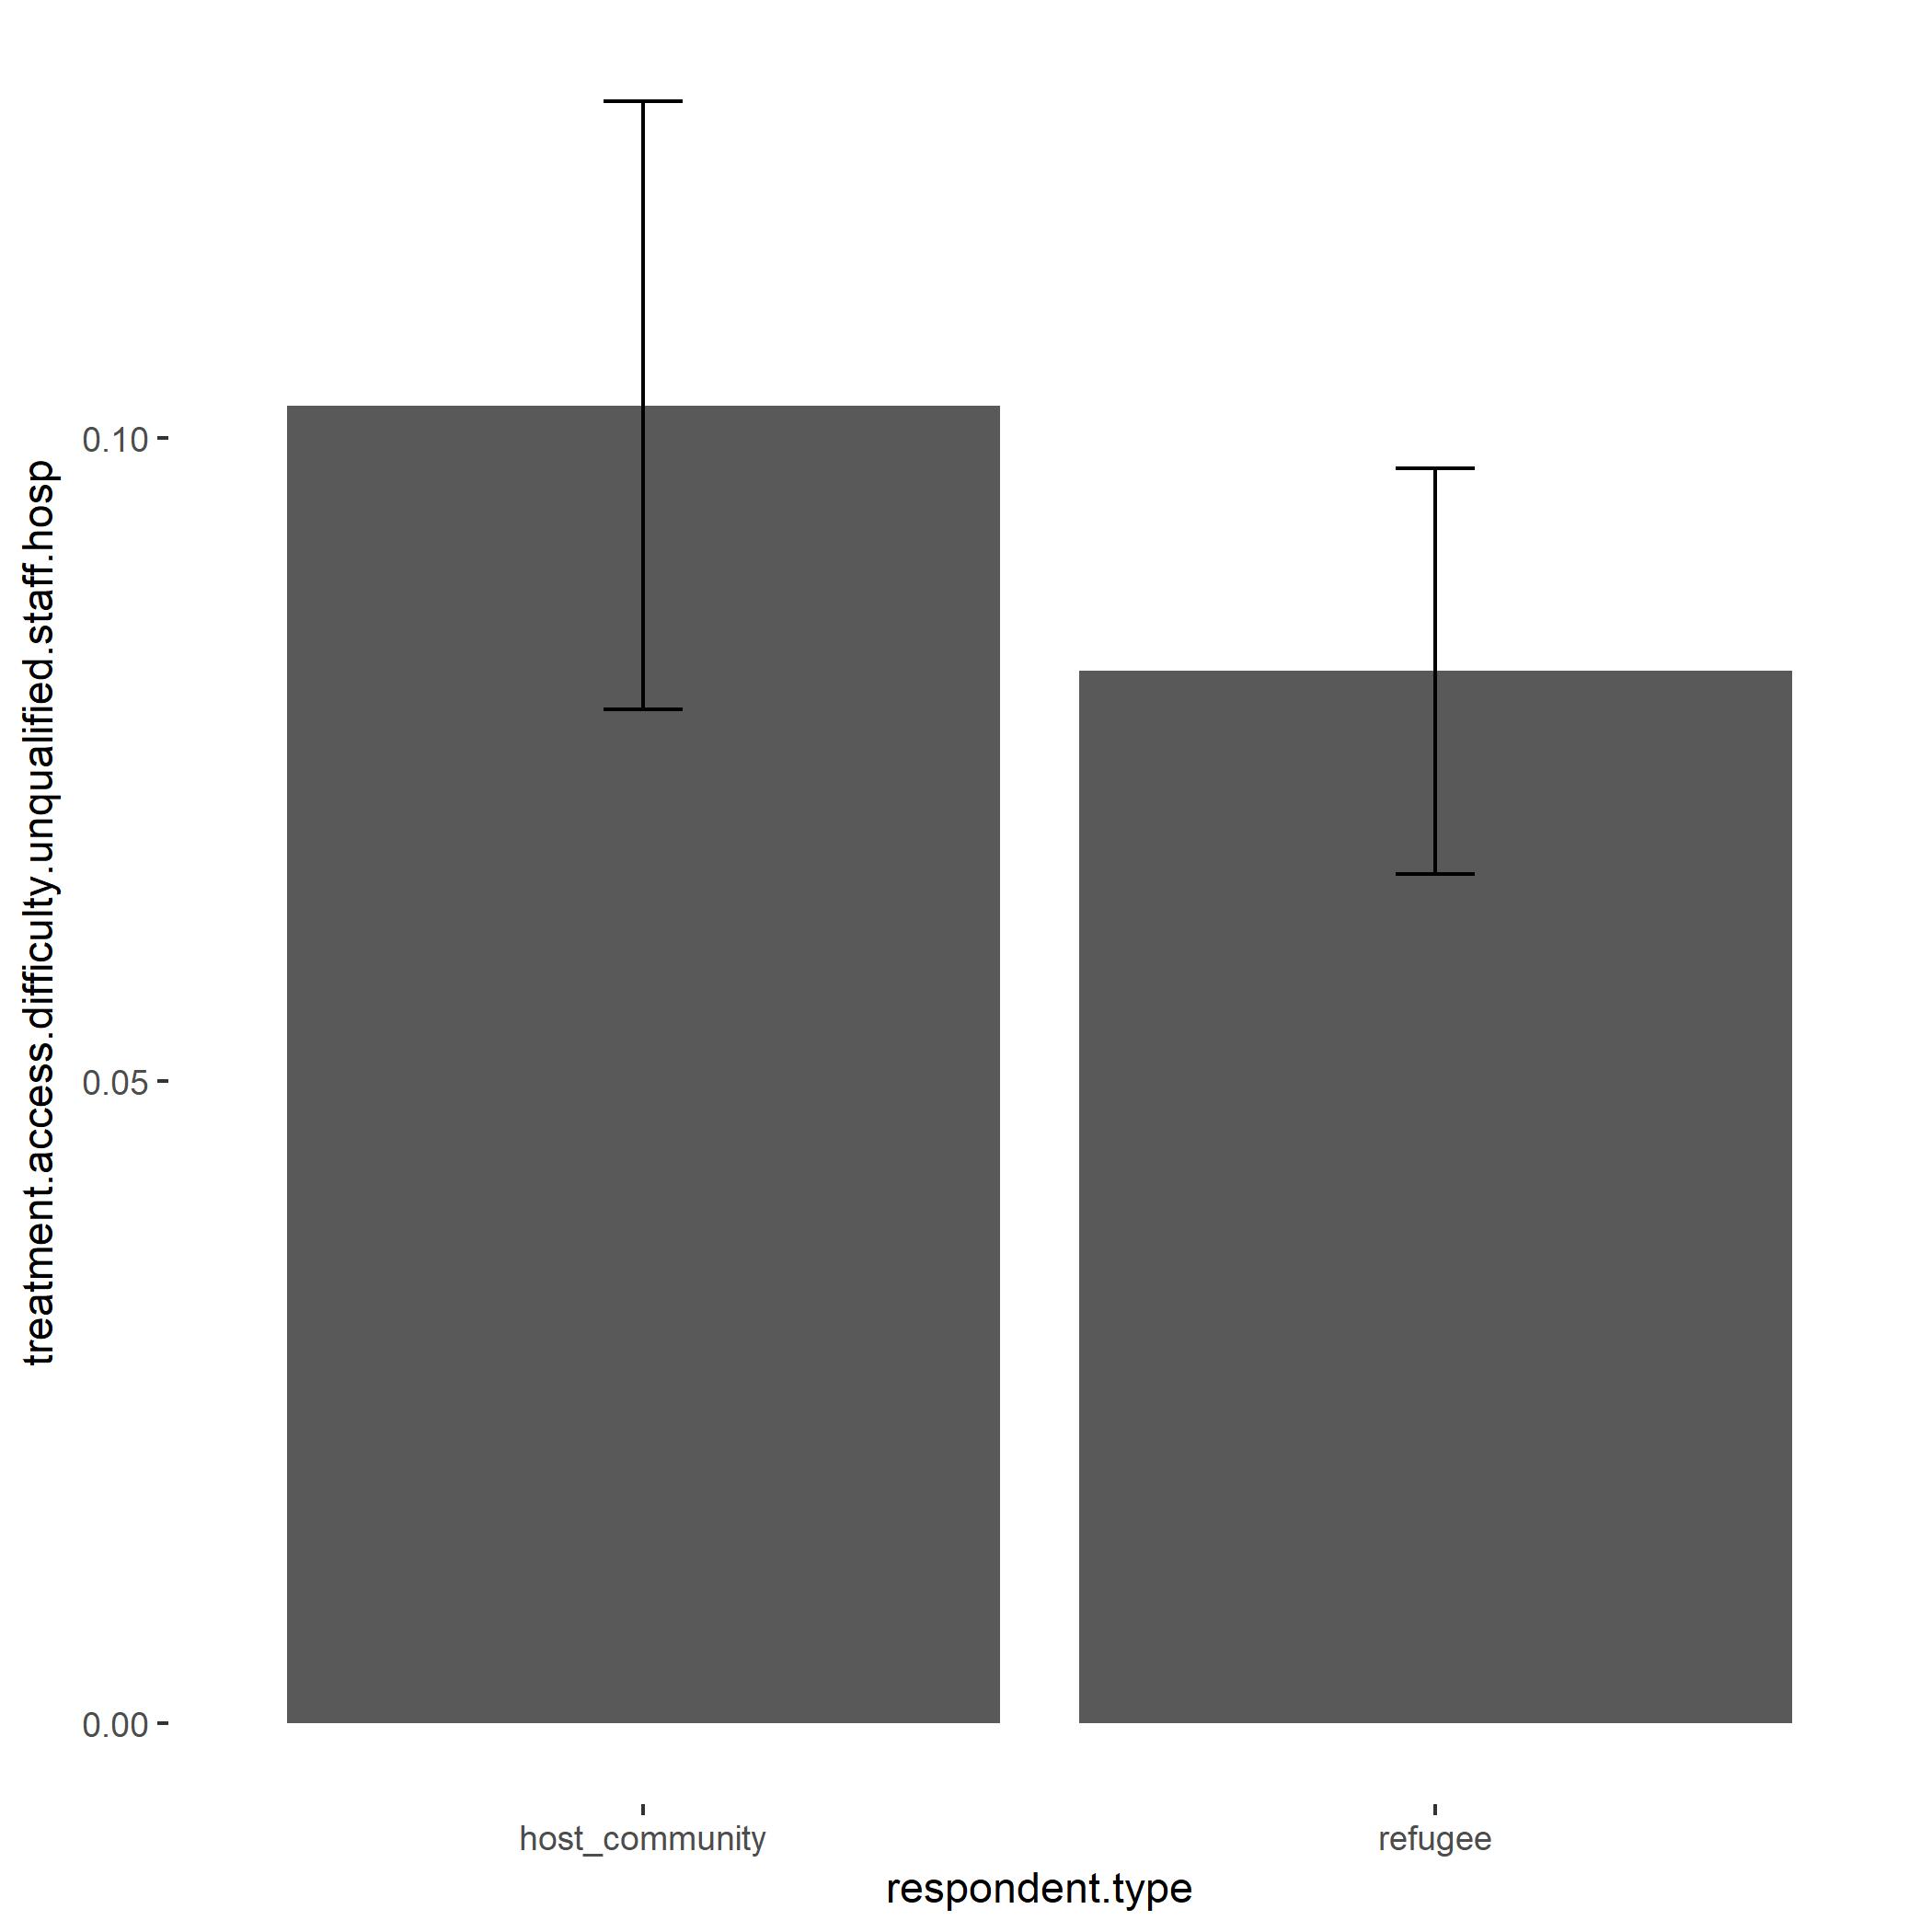 treatment.access.difficulty.unqualified.staff.hosp
0.10
0.05
0.00
host_community
refugee
respondent.type